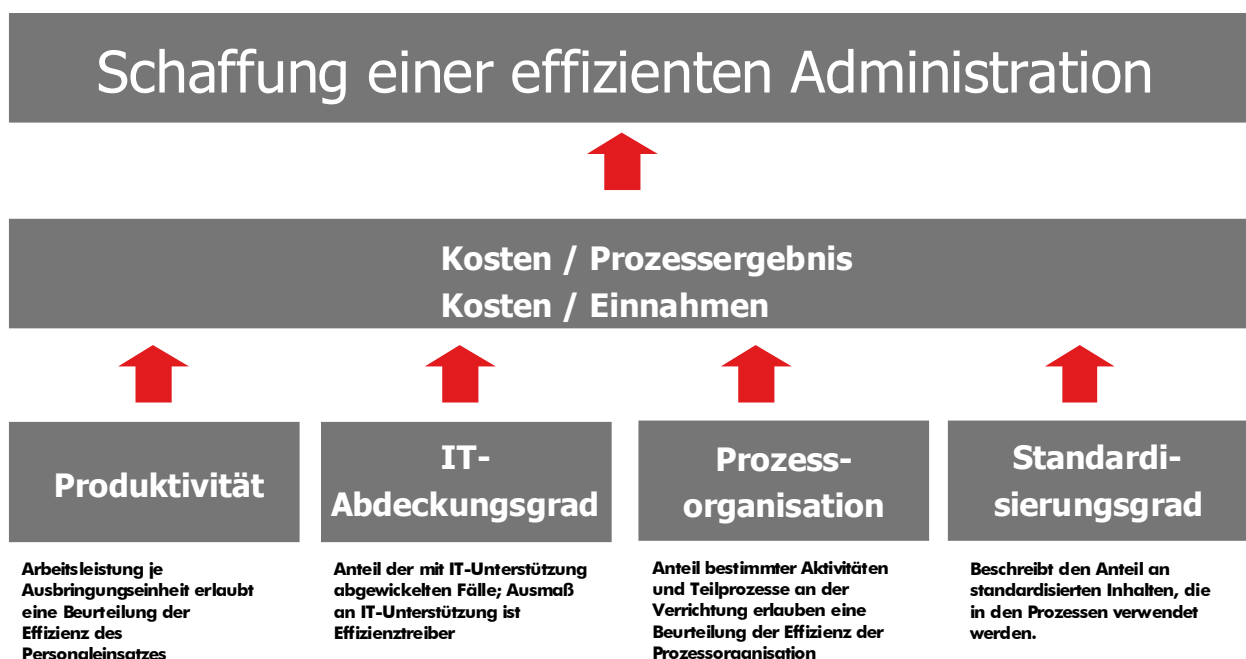 Schaffung einer effizienten Administration
Kosten / Prozessergebnis
Kosten / Einnahmen
Produktivität
IT-
Abdeckungsgrad
Prozess-
organisation
Standardi-
sierungsgrad
Arbeitsleistung je
Ausbringungseinheit erlaubt
eine Beurteilung der
Effizienz des
Personaleinsatzes
Anteil der mit IT-Unterstützung
abgewickelten Fälle; Ausmaß
an IT-Unterstützung ist
Effizienztreiber
Anteil bestimmter Aktivitäten
und Teilprozesse an der
Verrichtung erlauben eine
Beurteilung der Effizienz der
Prozessorganisation
Beschreibt den Anteil an
standardisierten Inhalten, die
in den Prozessen verwendet
werden.